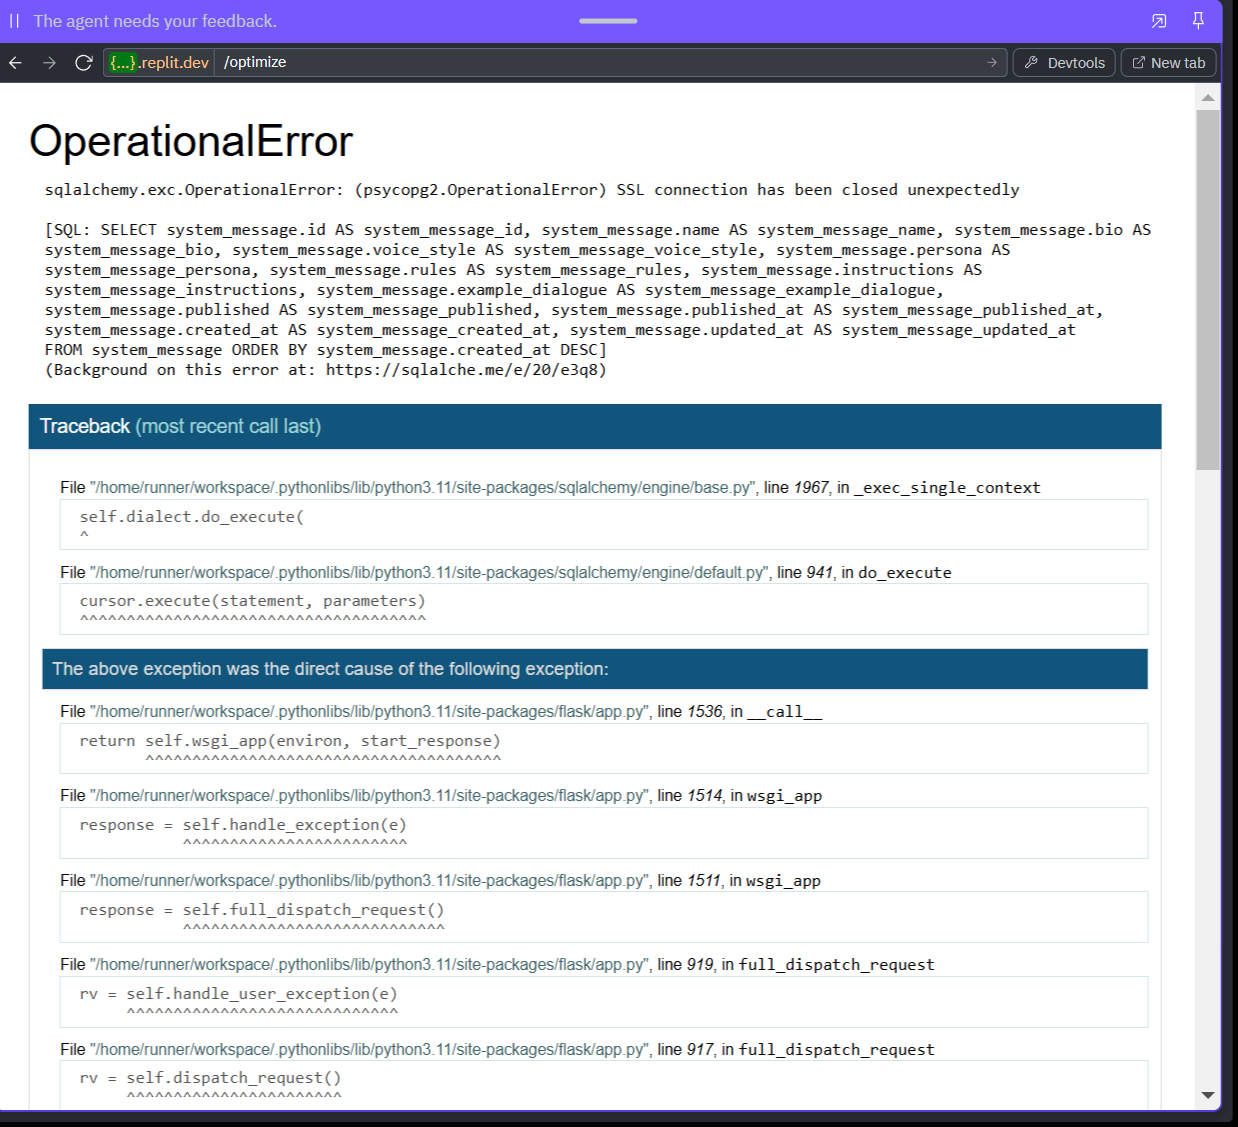 The agent needs your feedback.
{...}.replit.dev /optimize → Devtools New tab
OperationalError
sqlalchemy.exc.OperationalError: (psycopg2.OperationalError) SSL connection has been closed unexpectedly
[SQL: SELECT system_message.id AS system_message_id, system_message.name AS system_message_name, system_message.bio AS
system_message_bio, system_message.voice_style AS system_message_voice_style, system_message.persona AS
system_message_persona, system_message.rules AS system_message_rules, system_message.instructions AS
system_message_instructions, system_message.example_dialogue AS system_message_example_dialogue,
system_message.published AS system_message_published, system_message.published_at AS system_message_published_at,
system_message.created_at AS system_message_created_at, system_message.updated_at AS system_message_updated_at
FROM system_message ORDER BY system_message.created_at DESC]
(Background on this error at: https://sqlalche.me/e/20/e3q8)
Traceback (most recent call last)
File "/home/runner/workspace/.pythonlibs/lib/python3.11/site-packages/sqlalchemy/engine/base.py", line 1967, in _exec_single_context
self.dialect.do_execute(
^
File "/home/runner/workspace/.pythonlibs/lib/python3.11/site-packages/sqlalchemy/engine/default.py", line 941, in do_execute
cursor.execute(statement, parameters)
^^^^^^^^^^^^^^^^^^^^^^^^^^^^^^^^^^^^^
The above exception was the direct cause of the following exception:
File "/home/runner/workspace/.pythonlibs/lib/python3.11/site-packages/flask/app.py", line 1536, in __call__
return self.wsgi_app(environ, start_response)
^^^^^^^^^^^^^^^^^^^^^^^^^^^^^^^^^^^^^^
File "/home/runner/workspace/.pythonlibs/lib/python3.11/site-packages/flask/app.py", line 1514, in wsgi_app
response = self.handle_exception(e)
^^^^^^^^^^^^^^^^^^^^^^^^
File "/home/runner/workspace/.pythonlibs/lib/python3.11/site-packages/flask/app.py", line 1511, in wsgi_app
response = self.full_dispatch_request()
^^^^^^^^^^^^^^^^^^^^^^^^^^^^
File "/home/runner/workspace/.pythonlibs/lib/python3.11/site-packages/flask/app.py", line 919, in full_dispatch_request
rv = self.handle_user_exception(e)
^^^^^^^^^^^^^^^^^^^^^^^^^^^^^
File "/home/runner/workspace/.pythonlibs/lib/python3.11/site-packages/flask/app.py", line 917, in full_dispatch_request
rv = self.dispatch_request()
^^^^^^^^^^^^^^^^^^^^^^^